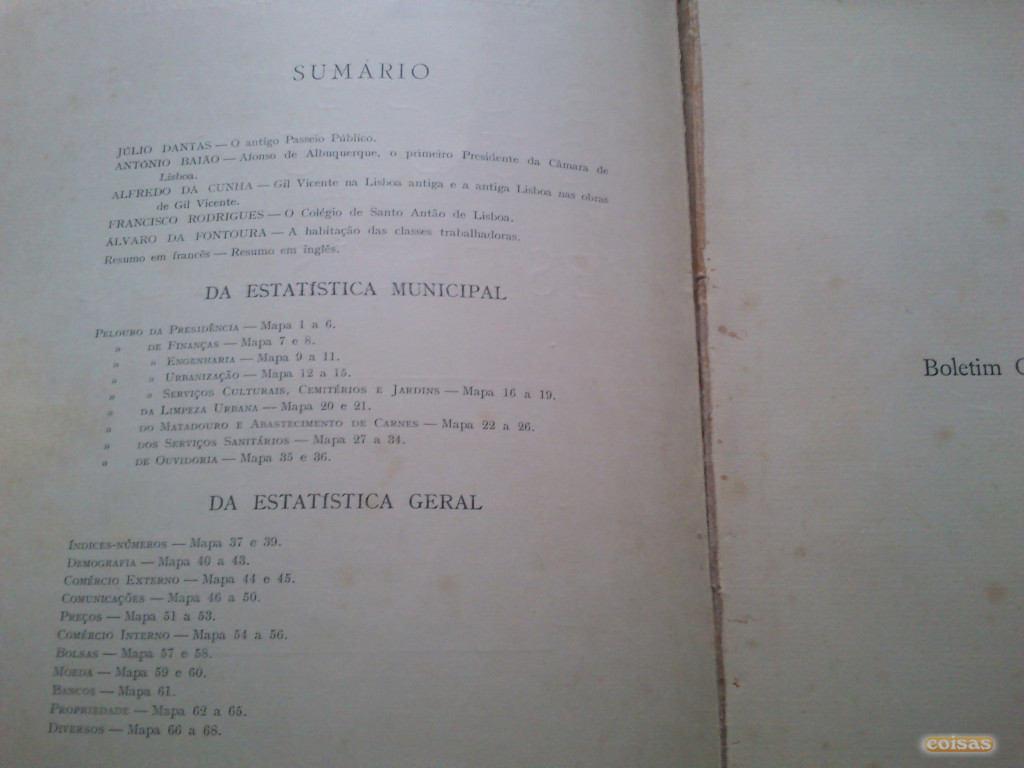 SUMÁRIO
JÚLIO DANTAS — O antigo Passeio Público.
ANTÓNIO BAIÃO — Afonso de Albuquerque, o primeiro Presidente da Câmara de
Lisboa.
ALFREDO DA CUNHA — Gil Vicente na Lisboa antiga e a antiga Lisboa nas obras
de Gil Vicente.
FRANCISCO RODRIGUES — O Colégio de Santo Antão de Lisboa.
ÁLVARO DA FONTOURA — A habitação das classes trabalhadoras.
Resumo em francês — Resumo em inglês.
DA ESTATÍSTICA MUNICIPAL
PELOURO DA PRESIDÊNCIA — Mapa 1 a 6.
» DE FINANÇAS — Mapa 7 e 8.
» » ENGENHARIA — Mapa 9 a 11.
» » URBANIZAÇÃO — Mapa 12 a 15.
» » SERVIÇOS CULTURAIS, CEMITÉRIOS E JARDINS — Mapa 16 a 19.
» DA LIMPEZA URBANA — Mapa 20 e 21.
» DO MATADOURO E ABASTECIMENTO DE CARNES — Mapa 22 a 26.
» DOS SERVIÇOS SANITÁRIOS — Mapa 27 a 34.
» DE OUVIDORIA — Mapa 35 e 36.
DA ESTATÍSTICA GERAL
ÍNDICES-NÚMEROS — Mapa 37 e 39.
DEMOGRAFIA — Mapa 40 a 43.
COMÉRCIO EXTERNO — Mapa 44 e 45.
COMUNICAÇÕES — Mapa 46 a 50.
PREÇOS — Mapa 51 a 53.
COMÉRCIO INTERNO — Mapa 54 a 56.
BOLSAS — Mapa 57 e 58.
MOEDA — Mapa 59 e 60.
BANCOS — Mapa 61.
PROPRIEDADE — Mapa 62 a 65.
DIVERSOS — Mapa 66 a 68.
Boletim C
coisas